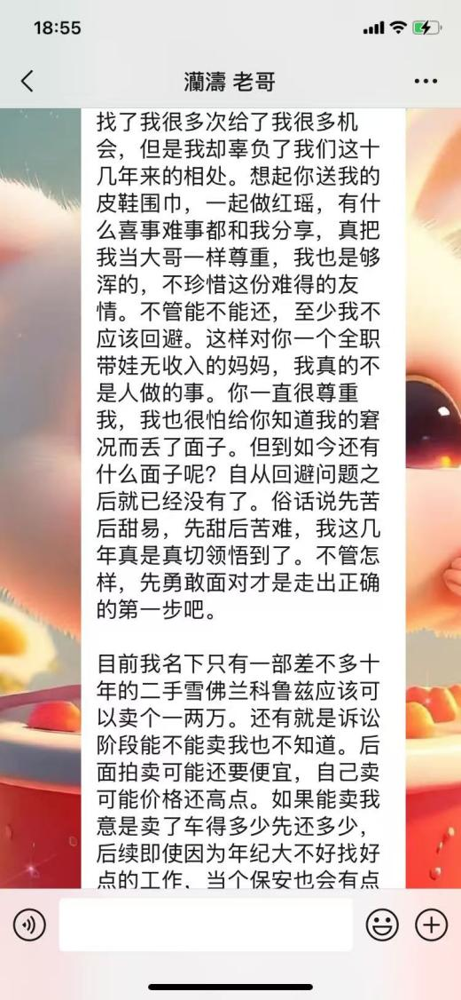 18:55
灡濤 老哥
找了我很多次给了我很多机
会，但是我却辜负了我们这十
几年来的相处。想起你送我的
皮鞋围巾，一起做红瑶，有什
么喜事难事都和我分享，真把
我当大哥一样尊重，我也是够
浑的，不珍惜这份难得的友
情。不管能不能还，至少我不
应该回避。这样对你一个全职
带娃无收入的妈妈，我真的不
是人做的事。你一直很尊重
我，我也很怕给你知道我的窘
况而丢了面子。但到如今还有
什么面子呢？自从回避问题之
后就已经没有了。俗话说先苦
后甜易，先甜后苦难，我这几
年真是真切领悟到了。不管怎
样，先勇敢面对才是走出正确
的第一步吧。
目前我名下只有一部差不多十
年的二手雪佛兰科鲁兹应该可
以卖个一两万。还有就是诉讼
阶段能不能卖我也不知道。后
面拍卖可能还要便宜，自己卖
可能价格还高点。如果能卖我
意是卖了车得多少先还多少，
后续即使因为年纪大不好找好
点的工作，当个保安也会有点